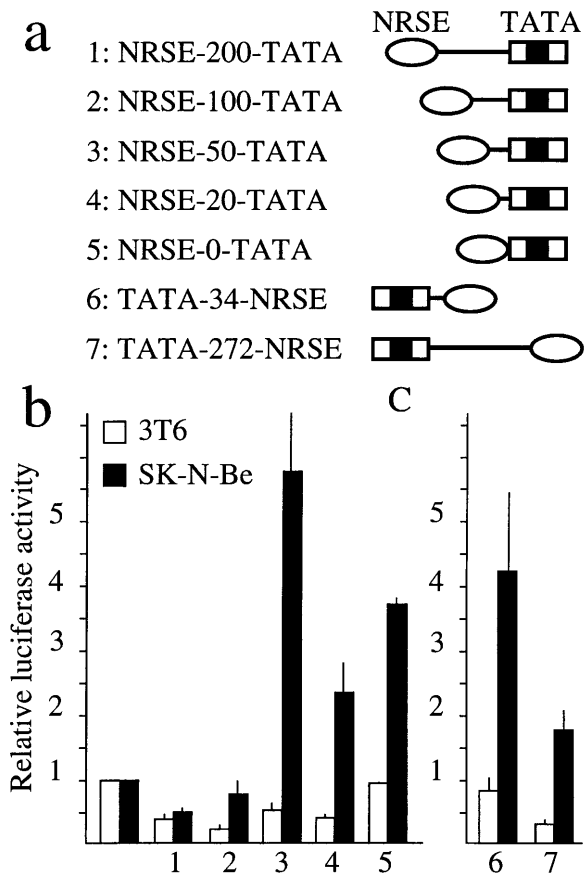 a
NRSE TATA
1: NRSE-200-TATA
2: NRSE-100-TATA
3: NRSE-50-TATA
4: NRSE-20-TATA
5: NRSE-0-TATA
6: TATA-34-NRSE
7: TATA-272-NRSE
b
3T6
SK-N-Be
Relative luciferase activity
5
4
3
2
1
1 2 3 4 5
C
5
4
3
2
1
6 7